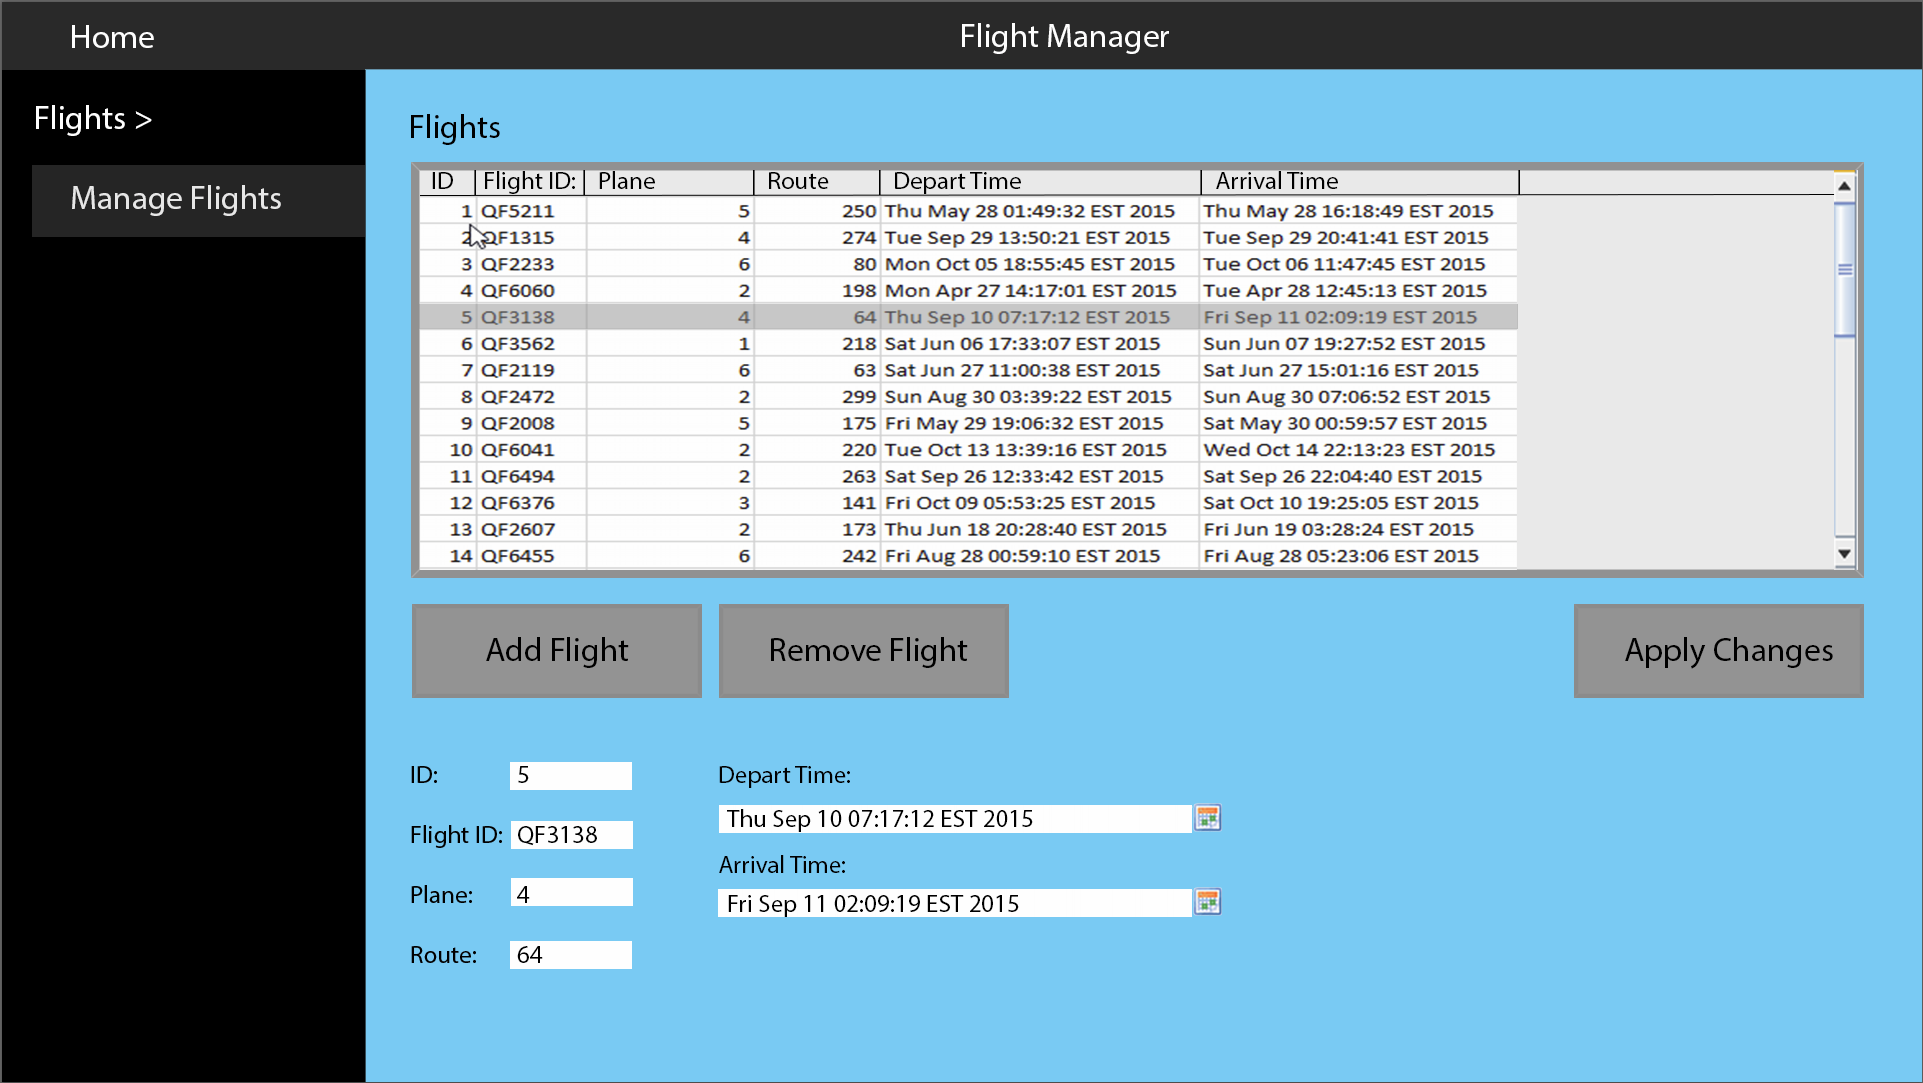 Home
Flight Manager
Flights >
Manage Flights
Flights
ID Flight ID: Plane Route Depart Time Arrival Time
1 QF5211 5 250 Thu May 28 01:49:32 EST 2015 Thu May 28 16:18:49 EST 2015
2 QF1315 4 274 Tue Sep 29 13:50:21 EST 2015 Tue Sep 29 20:41:41 EST 2015
3 QF2233 6 80 Mon Oct 05 18:55:45 EST 2015 Tue Oct 06 11:47:45 EST 2015
4 QF6060 2 198 Mon Apr 27 14:17:01 EST 2015 Tue Apr 28 12:45:13 EST 2015
5 QF3138 4 64 Thu Sep 10 07:17:12 EST 2015 Fri Sep 11 02:09:19 EST 2015
6 QF3562 1 218 Sat Jun 06 17:33:07 EST 2015 Sun Jun 07 19:27:52 EST 2015
7 QF2119 6 63 Sat Jun 27 11:00:38 EST 2015 Sat Jun 27 15:01:16 EST 2015
8 QF2472 2 299 Sun Aug 30 03:39:22 EST 2015 Sun Aug 30 07:06:52 EST 2015
9 QF2008 5 175 Fri May 29 19:06:32 EST 2015 Sat May 30 00:59:57 EST 2015
10 QF6041 2 220 Tue Oct 13 13:39:16 EST 2015 Wed Oct 14 22:13:23 EST 2015
11 QF6494 2 263 Sat Sep 26 12:33:42 EST 2015 Sat Sep 26 22:04:40 EST 2015
12 QF6376 3 141 Fri Oct 09 05:53:25 EST 2015 Sat Oct 10 19:25:05 EST 2015
13 QF2607 2 173 Thu Jun 18 20:28:40 EST 2015 Fri Jun 19 03:28:24 EST 2015
14 QF6455 6 242 Fri Aug 28 00:59:10 EST 2015 Fri Aug 28 05:23:06 EST 2015
Add Flight
Remove Flight
Apply Changes
ID: 5
Flight ID: QF3138
Plane: 4
Route: 64
Depart Time:
Thu Sep 10 07:17:12 EST 2015
Arrival Time:
Fri Sep 11 02:09:19 EST 2015